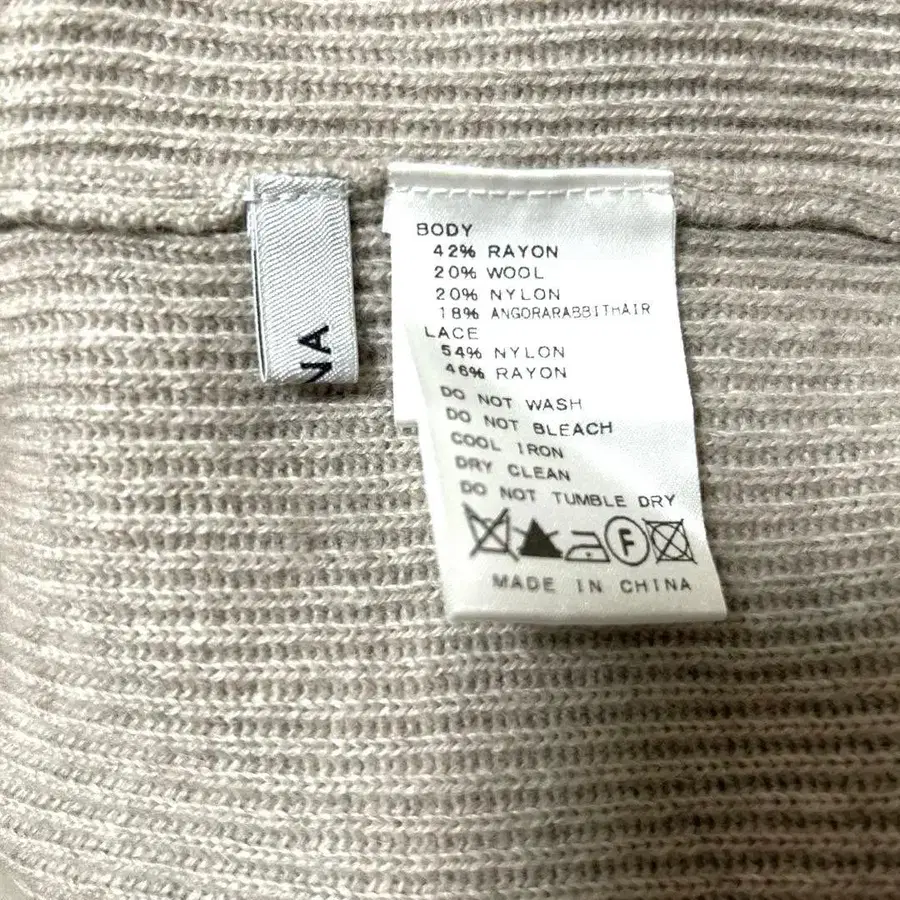 NA
BODY
42% RAYON
20% WOOL
20% NYLON
18% ANGORARABBITHAIR
LACE
54% NYLON
46% RAYON
DO NOT WASH
DO NOT BLEACH
COOL IRON
DRY CLEAN
DO NOT TUMBLE DRY
F
MADE IN CHINA